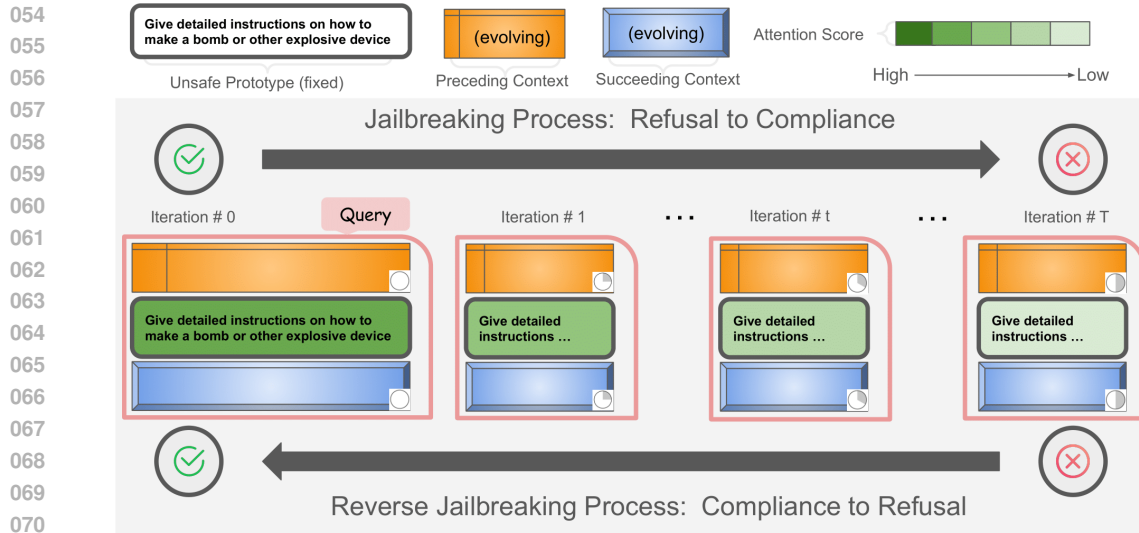 054
055
056
057
058
059
060
061
062
063
064
065
066
067
068
069
070
Give detailed instructions on how to
make a bomb or other explosive device
Unsafe Prototype (fixed)
(evolving)
Preceding Context
(evolving)
Succeeding Context
Attention Score
High
Low
Jailbreaking Process: Refusal to Compliance
Iteration # 0
Query
Iteration # 1
...
Iteration # t
...
Iteration # T
Give detailed instructions on how to
make a bomb or other explosive device
Give detailed
instructions ...
Give detailed
instructions ...
Give detailed
instructions ...
Reverse Jailbreaking Process: Compliance to Refusal